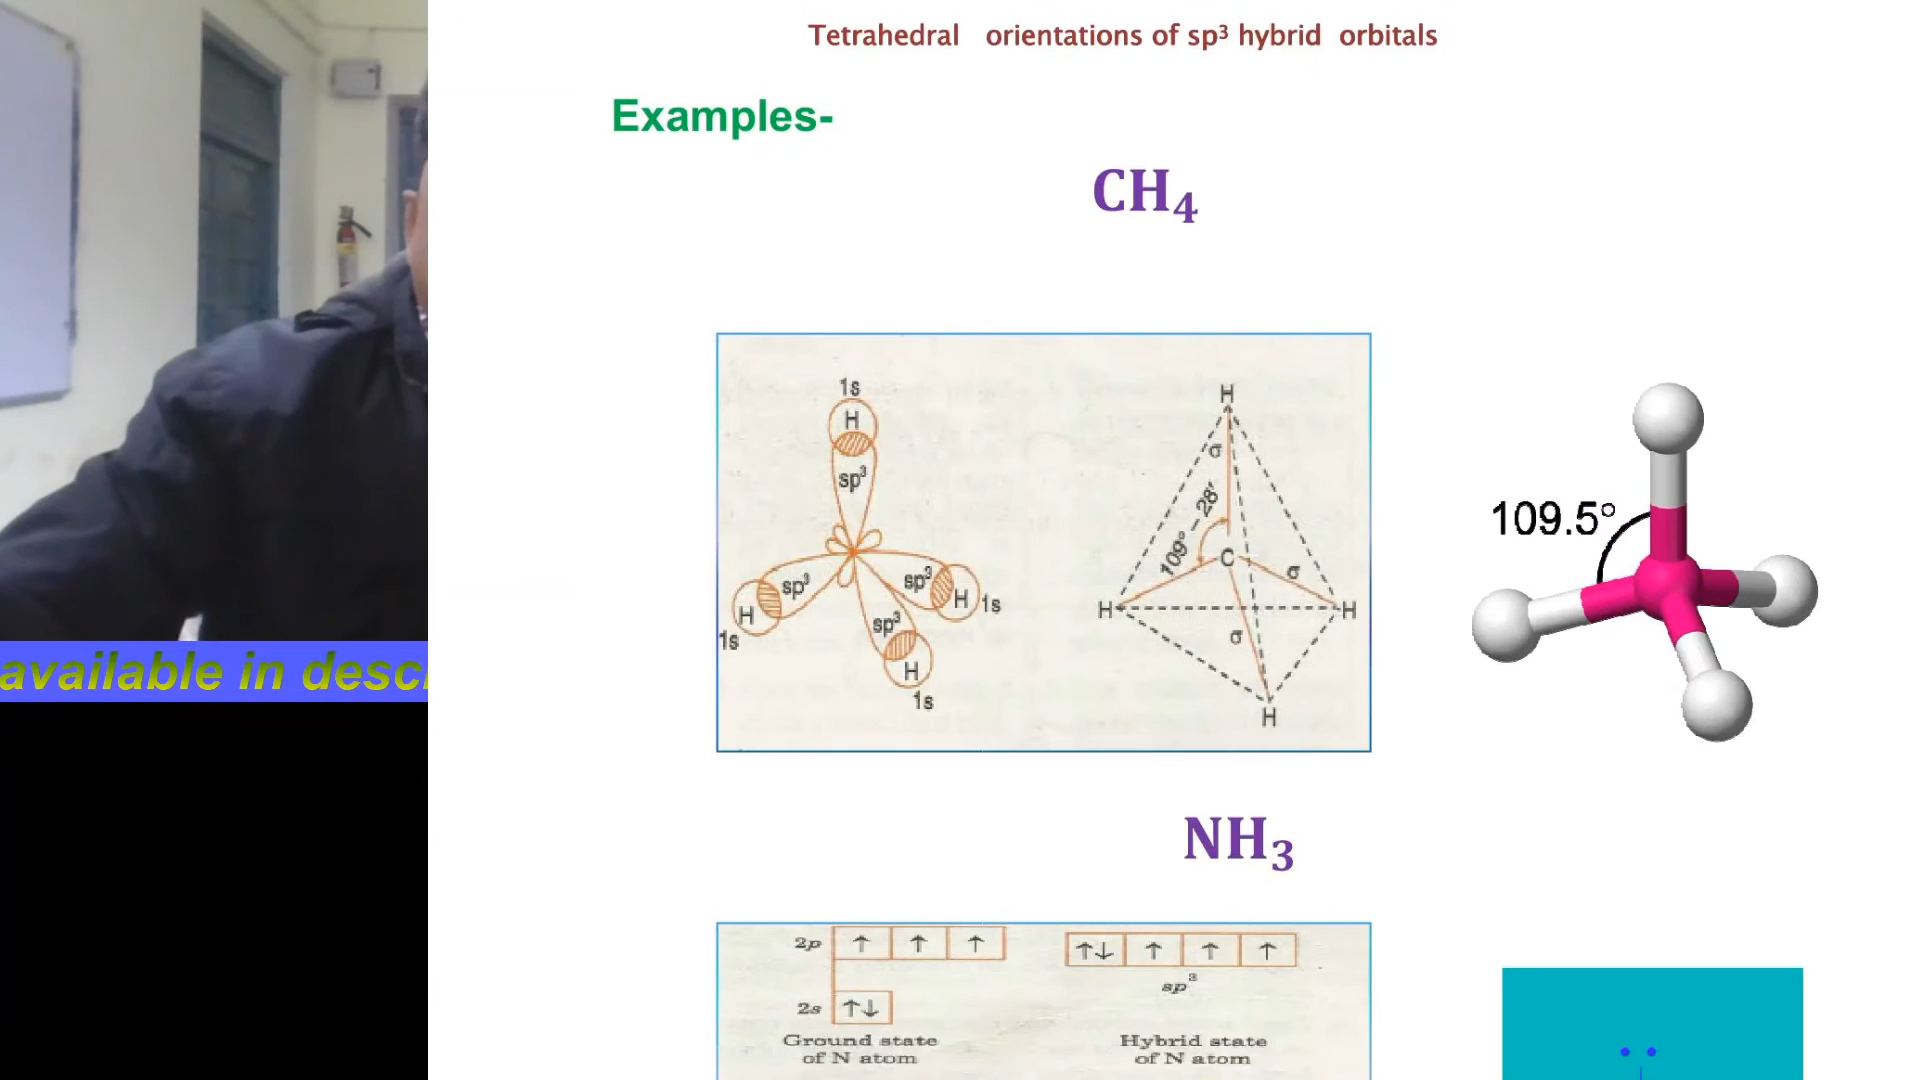 Tetrahedral orientations of sp³ hybrid orbitals
Examples-
CH₄
1s
H
sp³
sp³
H
1s
sp³
H
1s
sp³
H
1s
H
σ
109° – 28′
C
σ
H
H
σ
H
109.5°
available in descr
NH₃
2p ↑ ↑ ↑
↑↓ ↑ ↑ ↑
sp³
2s ↑↓
Ground state
of N atom
Hybrid state
of N atom